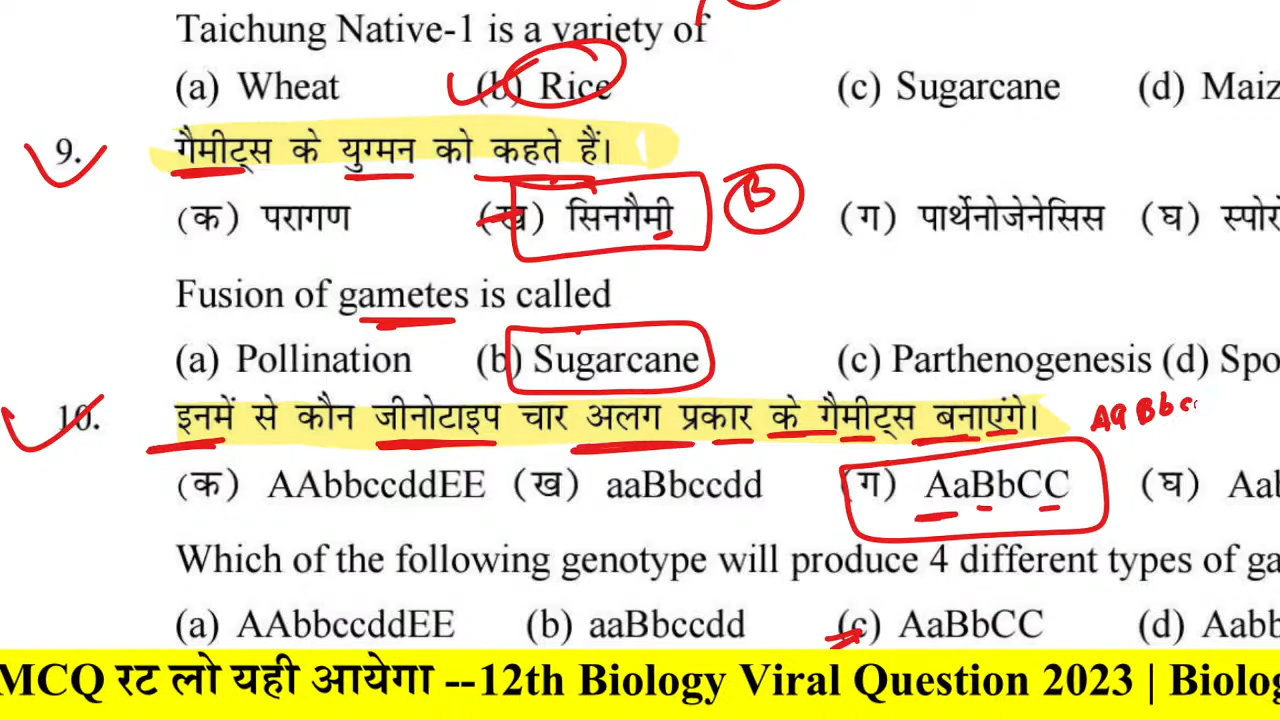 Taichung Native-1 is a variety of
(a) Wheat (b) Rice (c) Sugarcane (d) Maiz
9. गैमीट्स के युग्मन को कहते हैं।
(क) परागण (ख) सिनगैमी (ग) पार्थेनोजेनेसिस (घ) स्पोरो
B
Fusion of gametes is called
(a) Pollination (b) Sugarcane (c) Parthenogenesis (d) Spo
10. इनमें से कौन जीनोटाइप चार अलग प्रकार के गैमीट्स बनाएंगे।
AaBbc
(क) AAbbccddEE (ख) aaBbccdd (ग) AaBbCC (घ) Aab
Which of the following genotype will produce 4 different types of ga
(a) AAbbccddEE (b) aaBbccdd (c) AaBbCC (d) Aabb
MCQ रट लो यही आयेगा --12th Biology Viral Question 2023 | Biolog